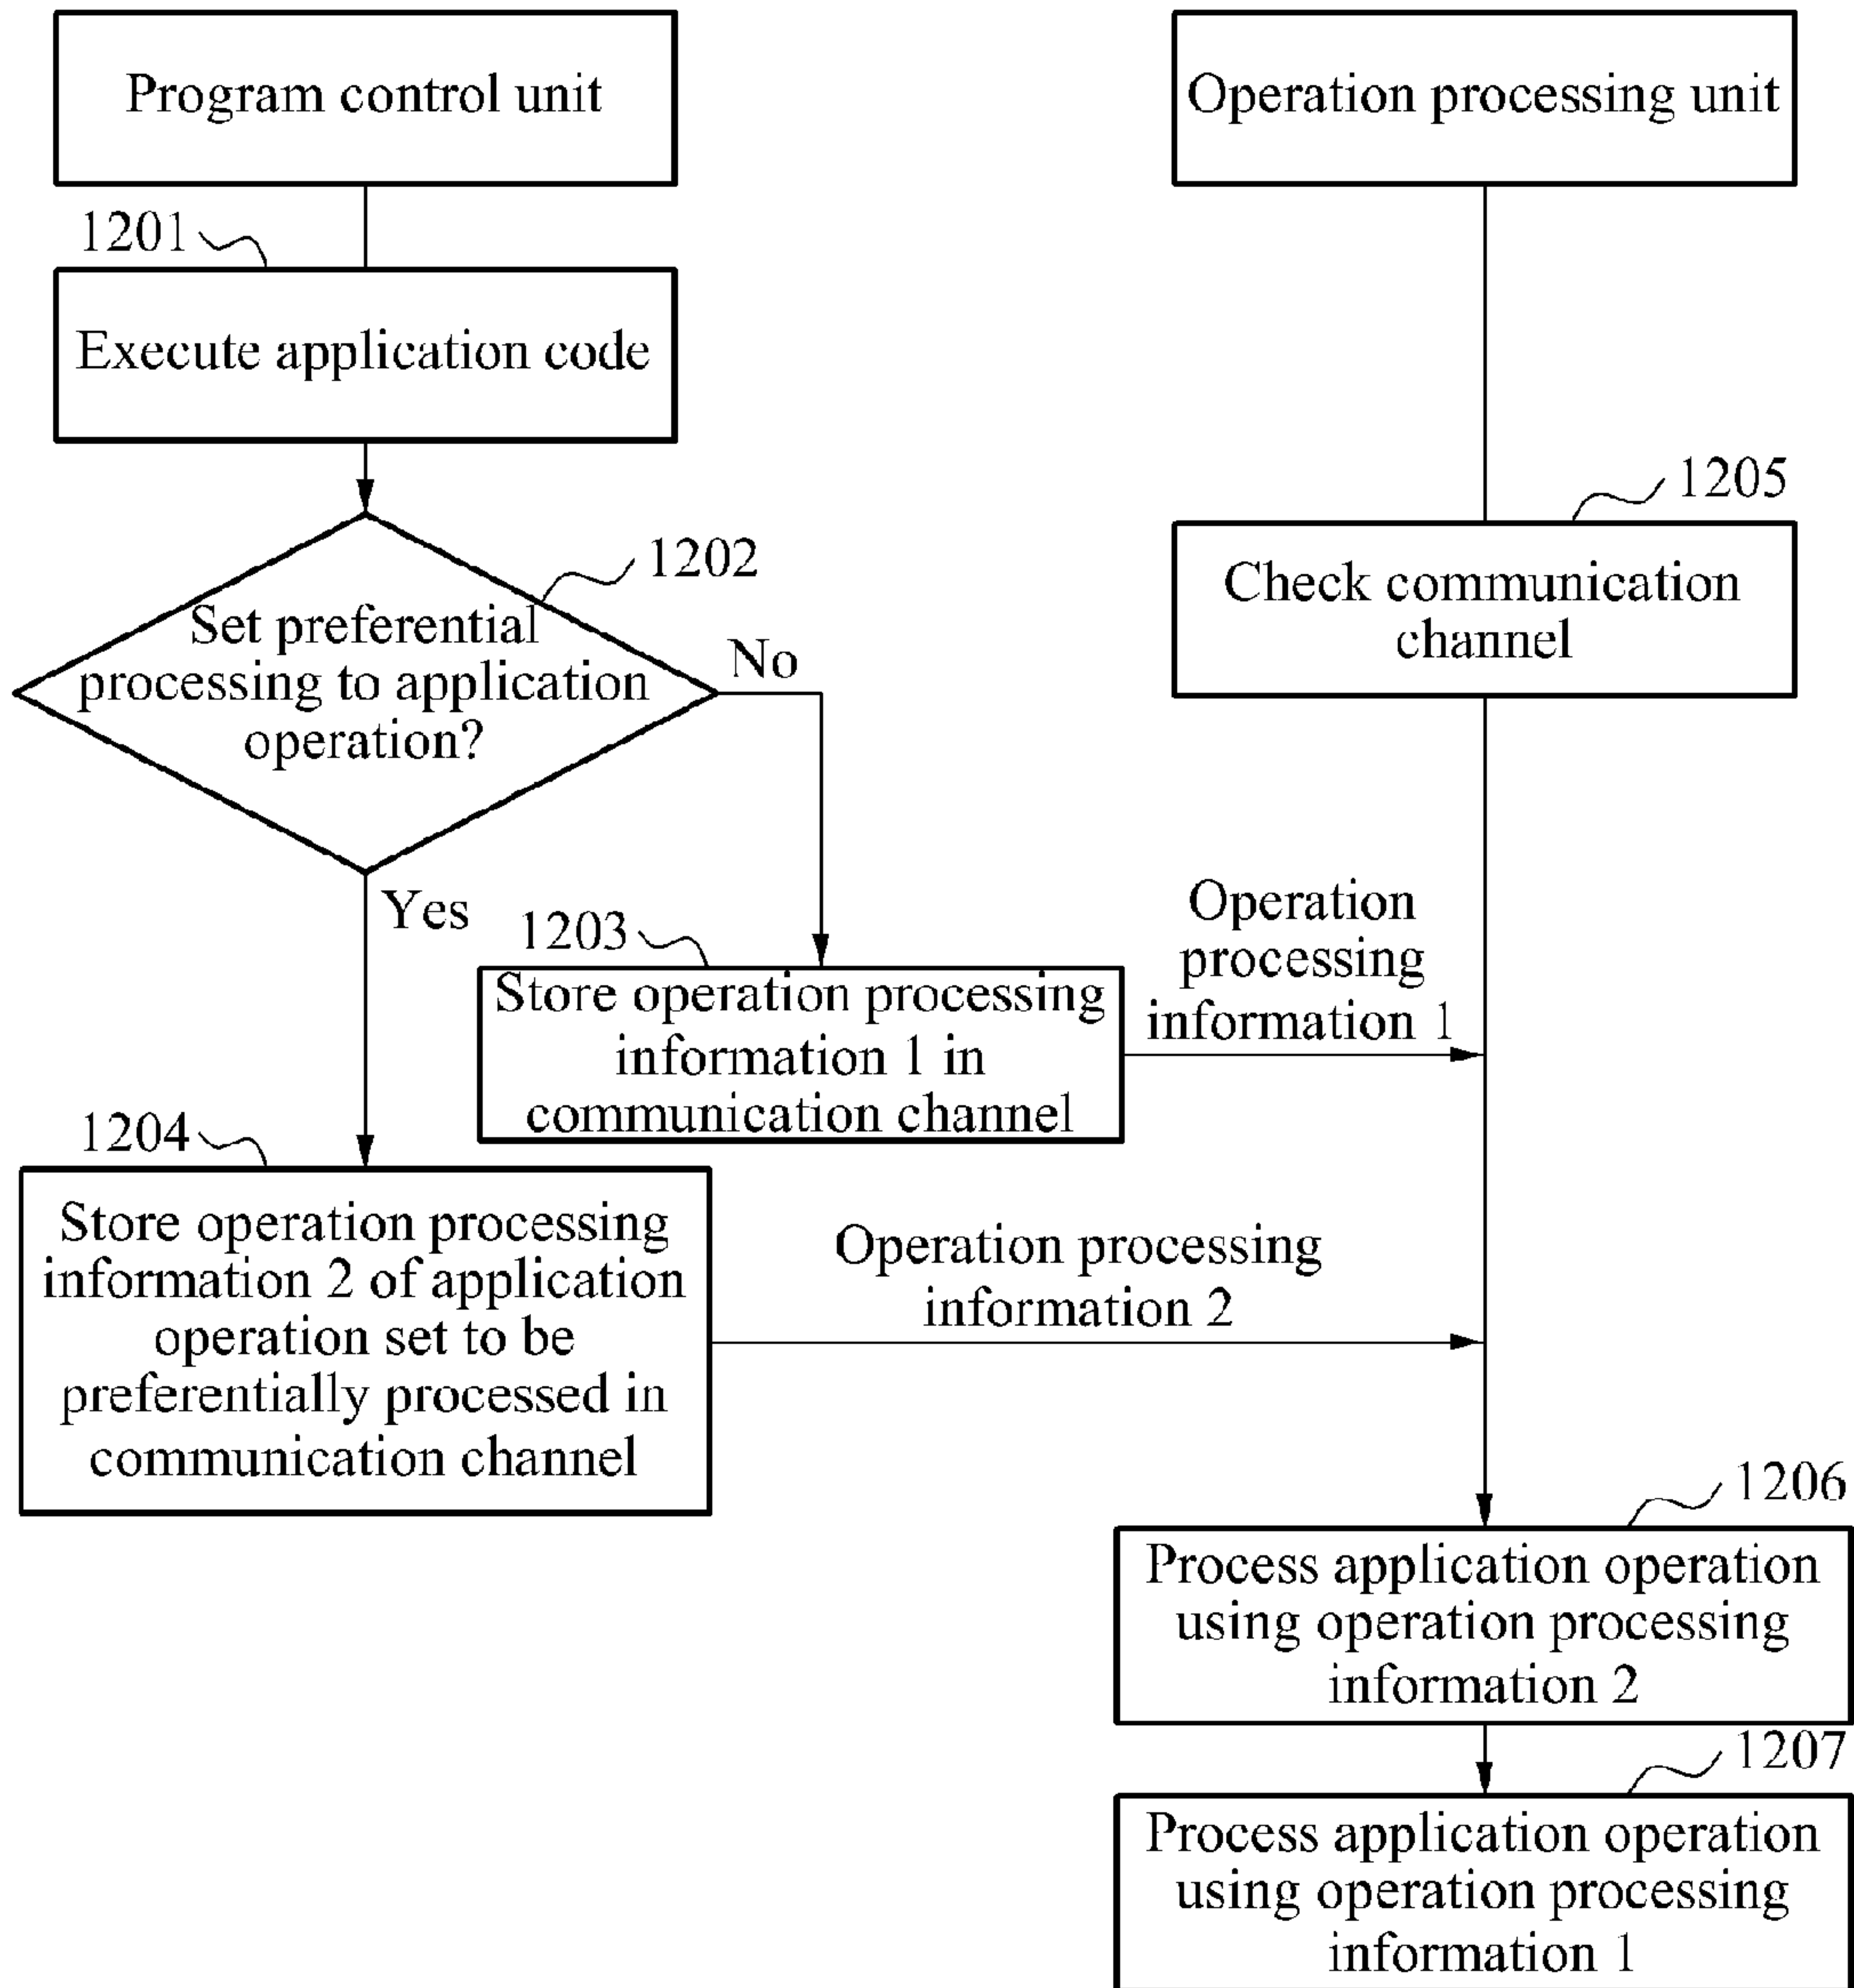 Program control unit
Operation processing unit
1201
Execute application code
1202
Set preferential
processing to application
operation?
No
Yes
1205
Check communication
channel
1203
Store operation processing
information 1 in
communication channel
Operation
processing
information 1
1204
Store operation processing
information 2 of application
operation set to be
preferentially processed in
communication channel
Operation processing
information 2
1206
Process application operation
using operation processing
information 2
1207
Process application operation
using operation processing
information 1